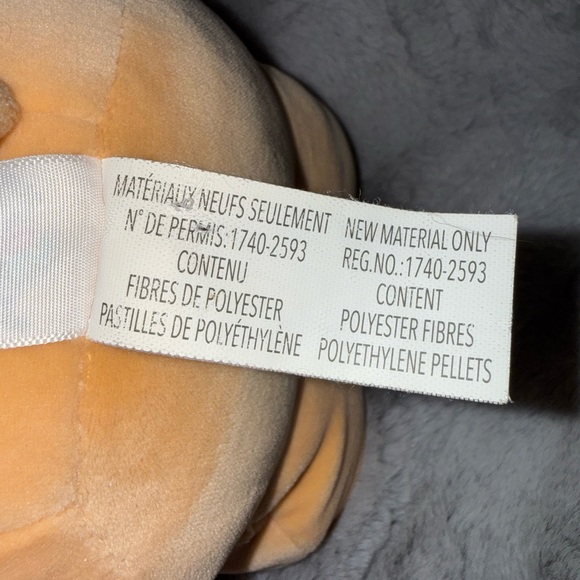 MATÉRIAUX NEUFS SEULEMENT
N° DE PERMIS:1740-2593
CONTENU
FIBRES DE POLYESTER
PASTILLES DE POLYÉTHYLÈNE
NEW MATERIAL ONLY
REG.NO.:1740-2593
CONTENT
POLYESTER FIBRES
POLYETHYLENE PELLETS